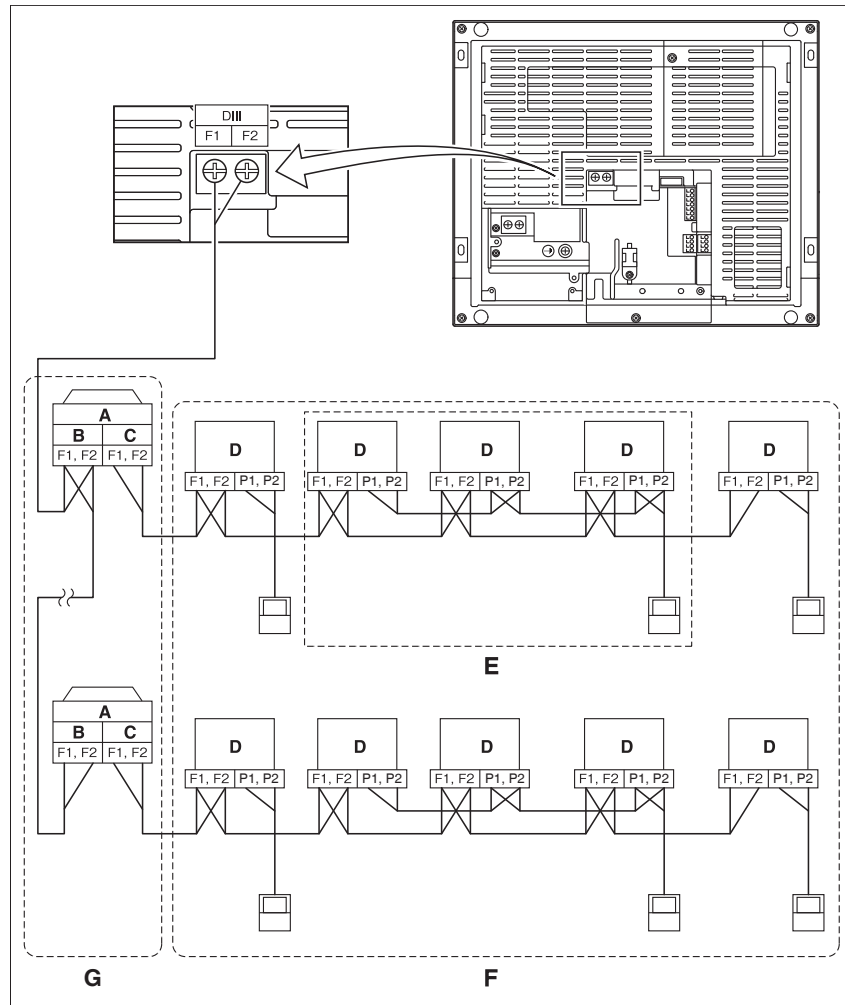 DIII
F1 F2
A
B C
F1, F2 F1, F2
D D D D D
F1, F2 P1, P2 F1, F2 P1, P2 F1, F2 P1, P2 F1, F2 P1, P2 F1, F2 P1, P2
E
A
B C
F1, F2 F1, F2
D D D D D
F1, F2 P1, P2 F1, F2 P1, P2 F1, F2 P1, P2 F1, F2 P1, P2 F1, F2 P1, P2
G F